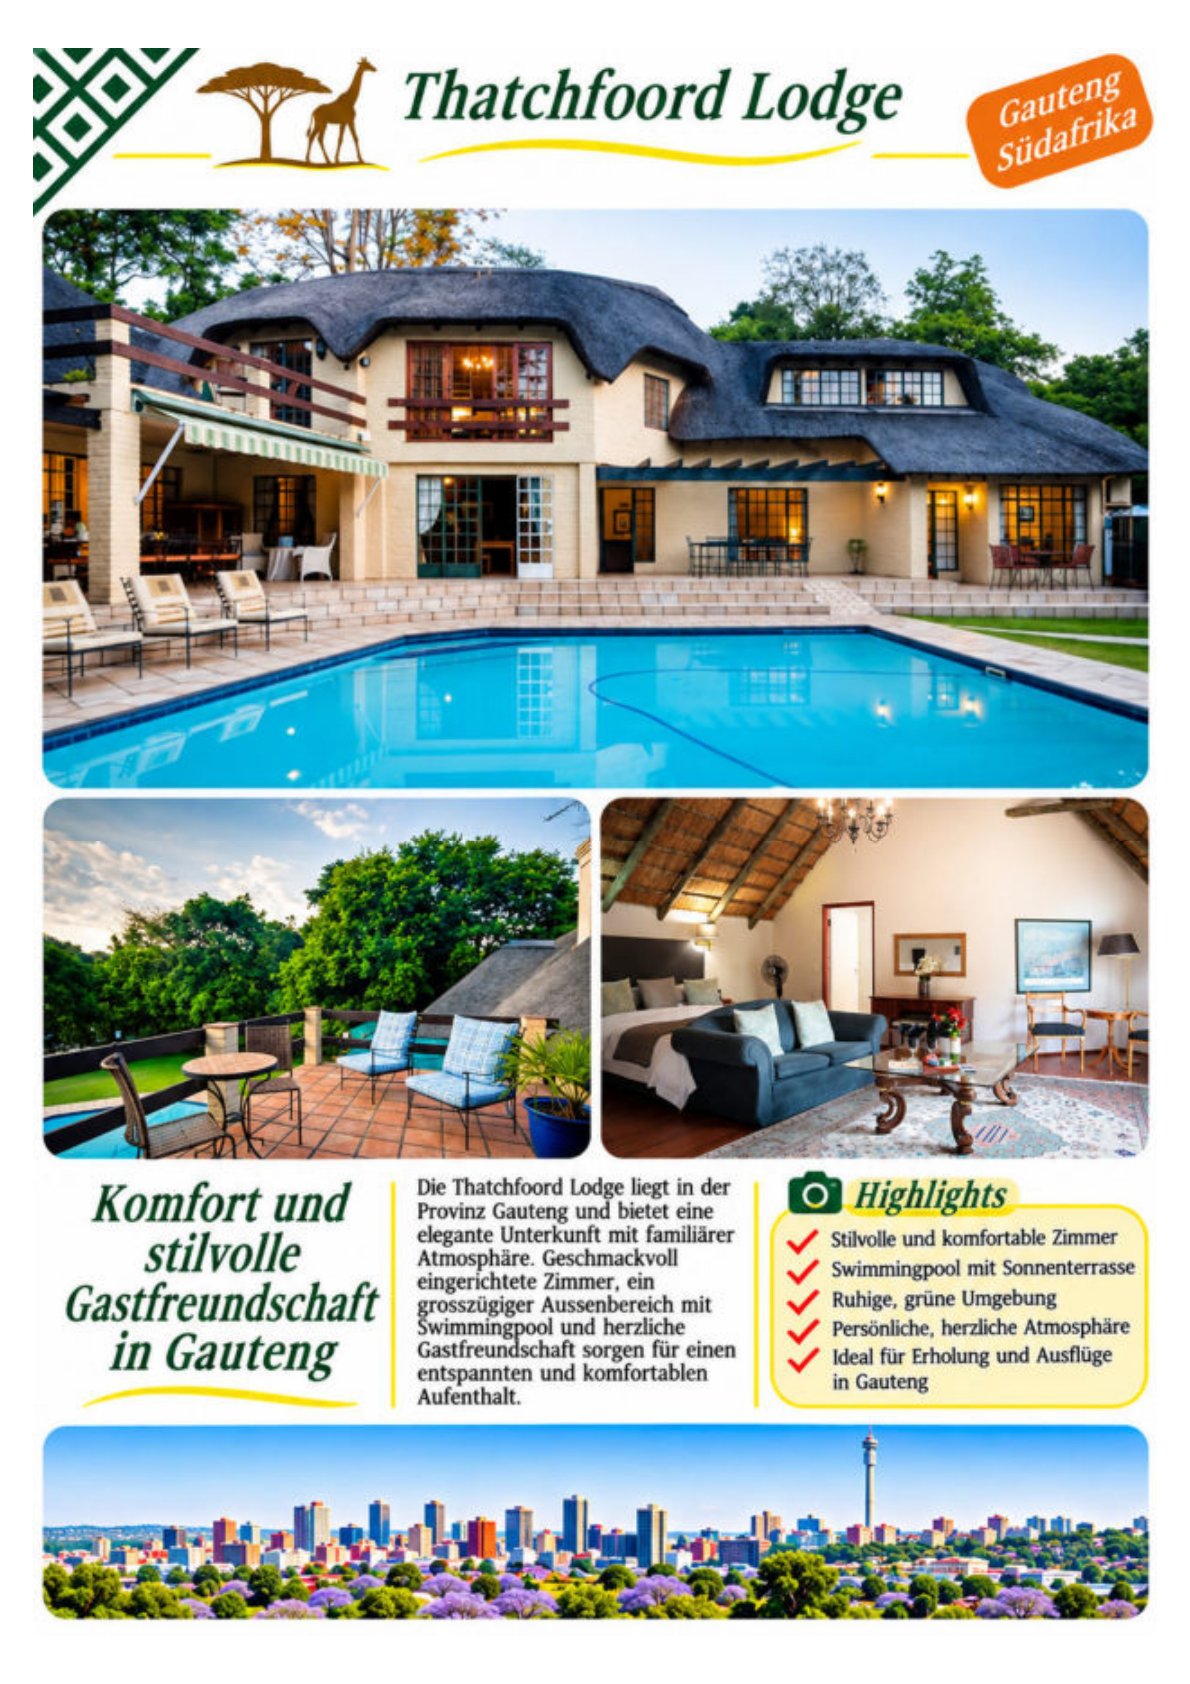 Thatchfoord Lodge
Gauteng
Südafrika
Komfort und
stilvolle
Gastfreundschaft
in Gauteng
Die Thatchfoord Lodge liegt in der
Provinz Gauteng und bietet eine
elegante Unterkunft mit familiärer
Atmosphäre. Geschmackvoll
eingerichtete Zimmer, ein
grosszügiger Aussenbereich mit
Swimmingpool und herzliche
Gastfreundschaft sorgen für einen
entspannten und komfortablen
Aufenthalt.
Highlights
Stilvolle und komfortable Zimmer
Swimmingpool mit Sonnenterrasse
Ruhige, grüne Umgebung
Persönliche, herzliche Atmosphäre
Ideal für Erholung und Ausflüge
in Gauteng